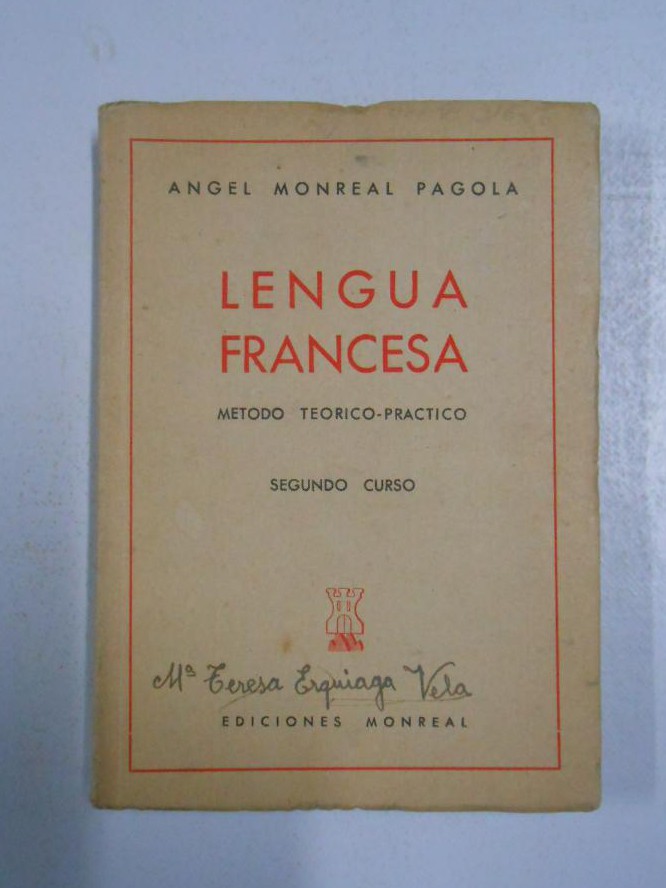 ANGEL MONREAL PAGOLA
LENGUA
FRANCESA
METODO TEORICO-PRACTICO
SEGUNDO CURSO
Mª Teresa Erquiaga Vela
EDICIONES MONREAL